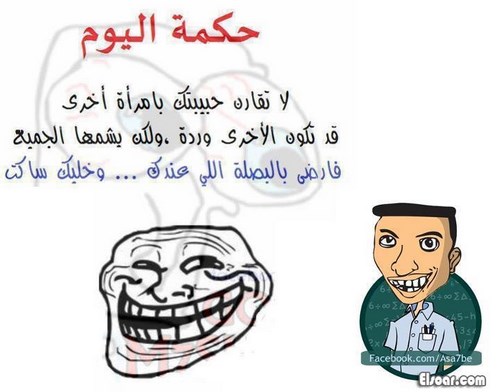 حكمة اليوم
لا تقارن حبيبتك بامرأة أخرى
قد تكون الأخرى وردة ،ولكن يشمها الجميع
فارضى بالبصلة اللي عندك ... وخليك ساكت
Facebook.com/Asa7be
Elsoar.com